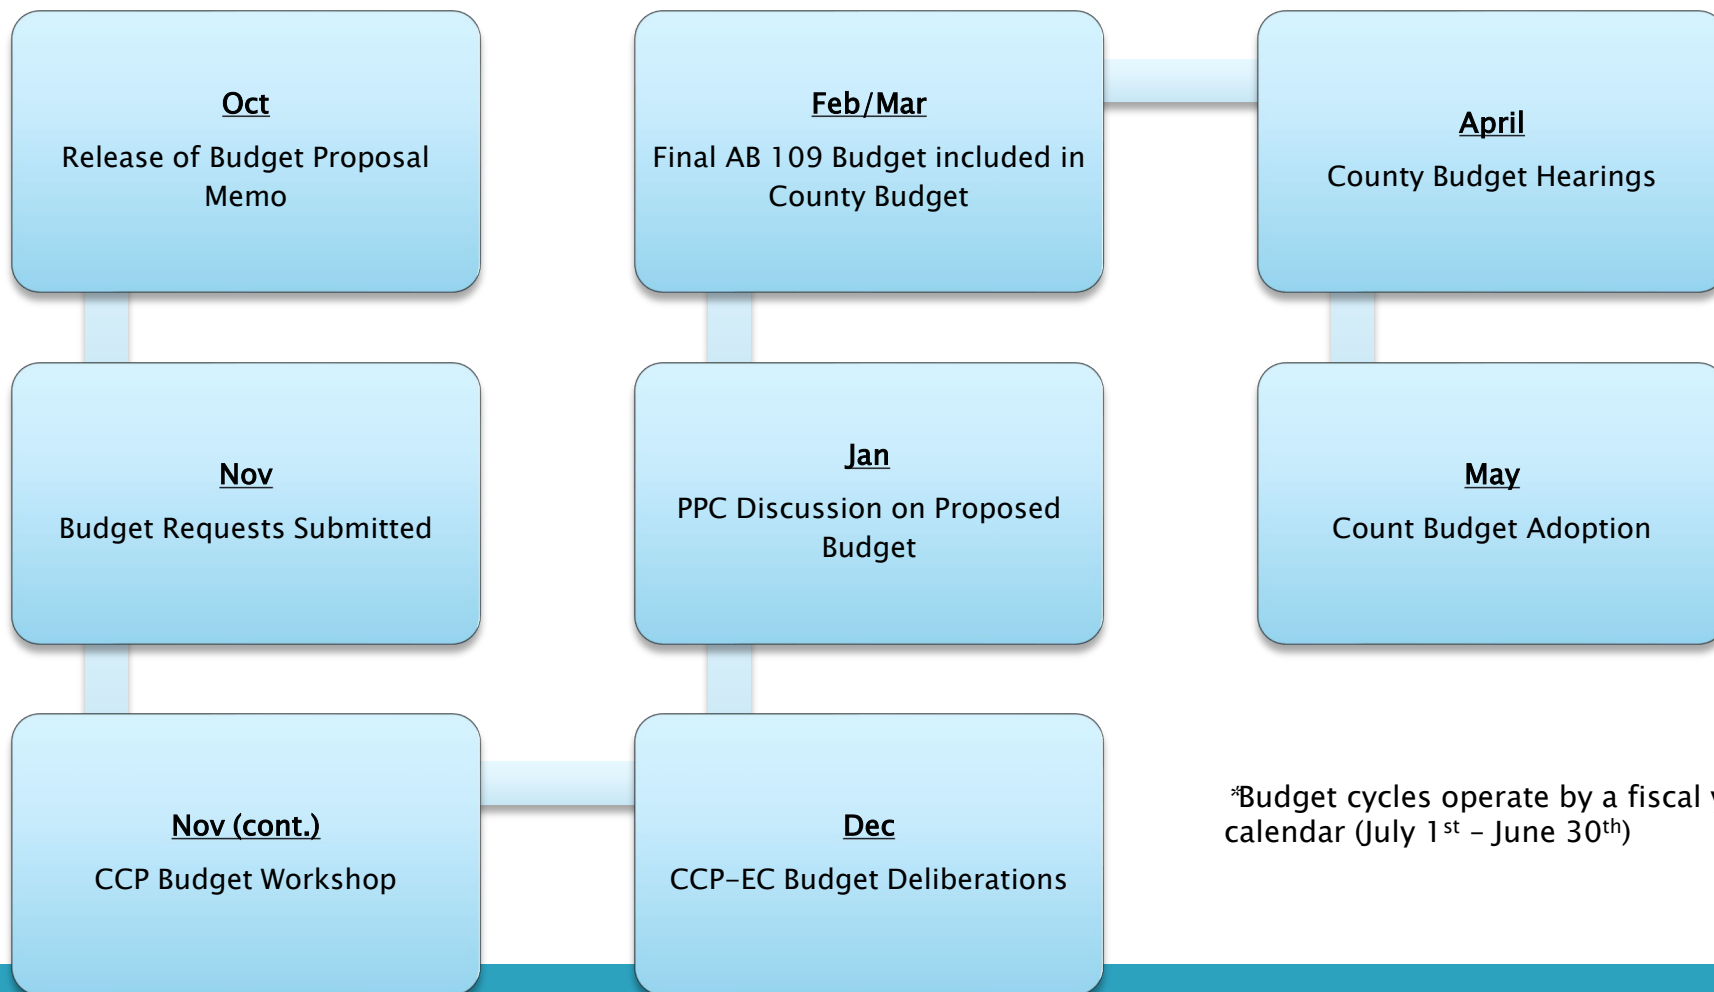 Oct
Release of Budget Proposal
Memo
Nov
Budget Requests Submitted
Nov (cont.)
CCP Budget Workshop
Dec
CCP-EC Budget Deliberations
Jan
PPC Discussion on Proposed
Budget
Feb/Mar
Final AB 109 Budget included in
County Budget
April
County Budget Hearings
May
Count Budget Adoption
*Budget cycles operate by a fiscal
calendar (July 1st – June 30th)